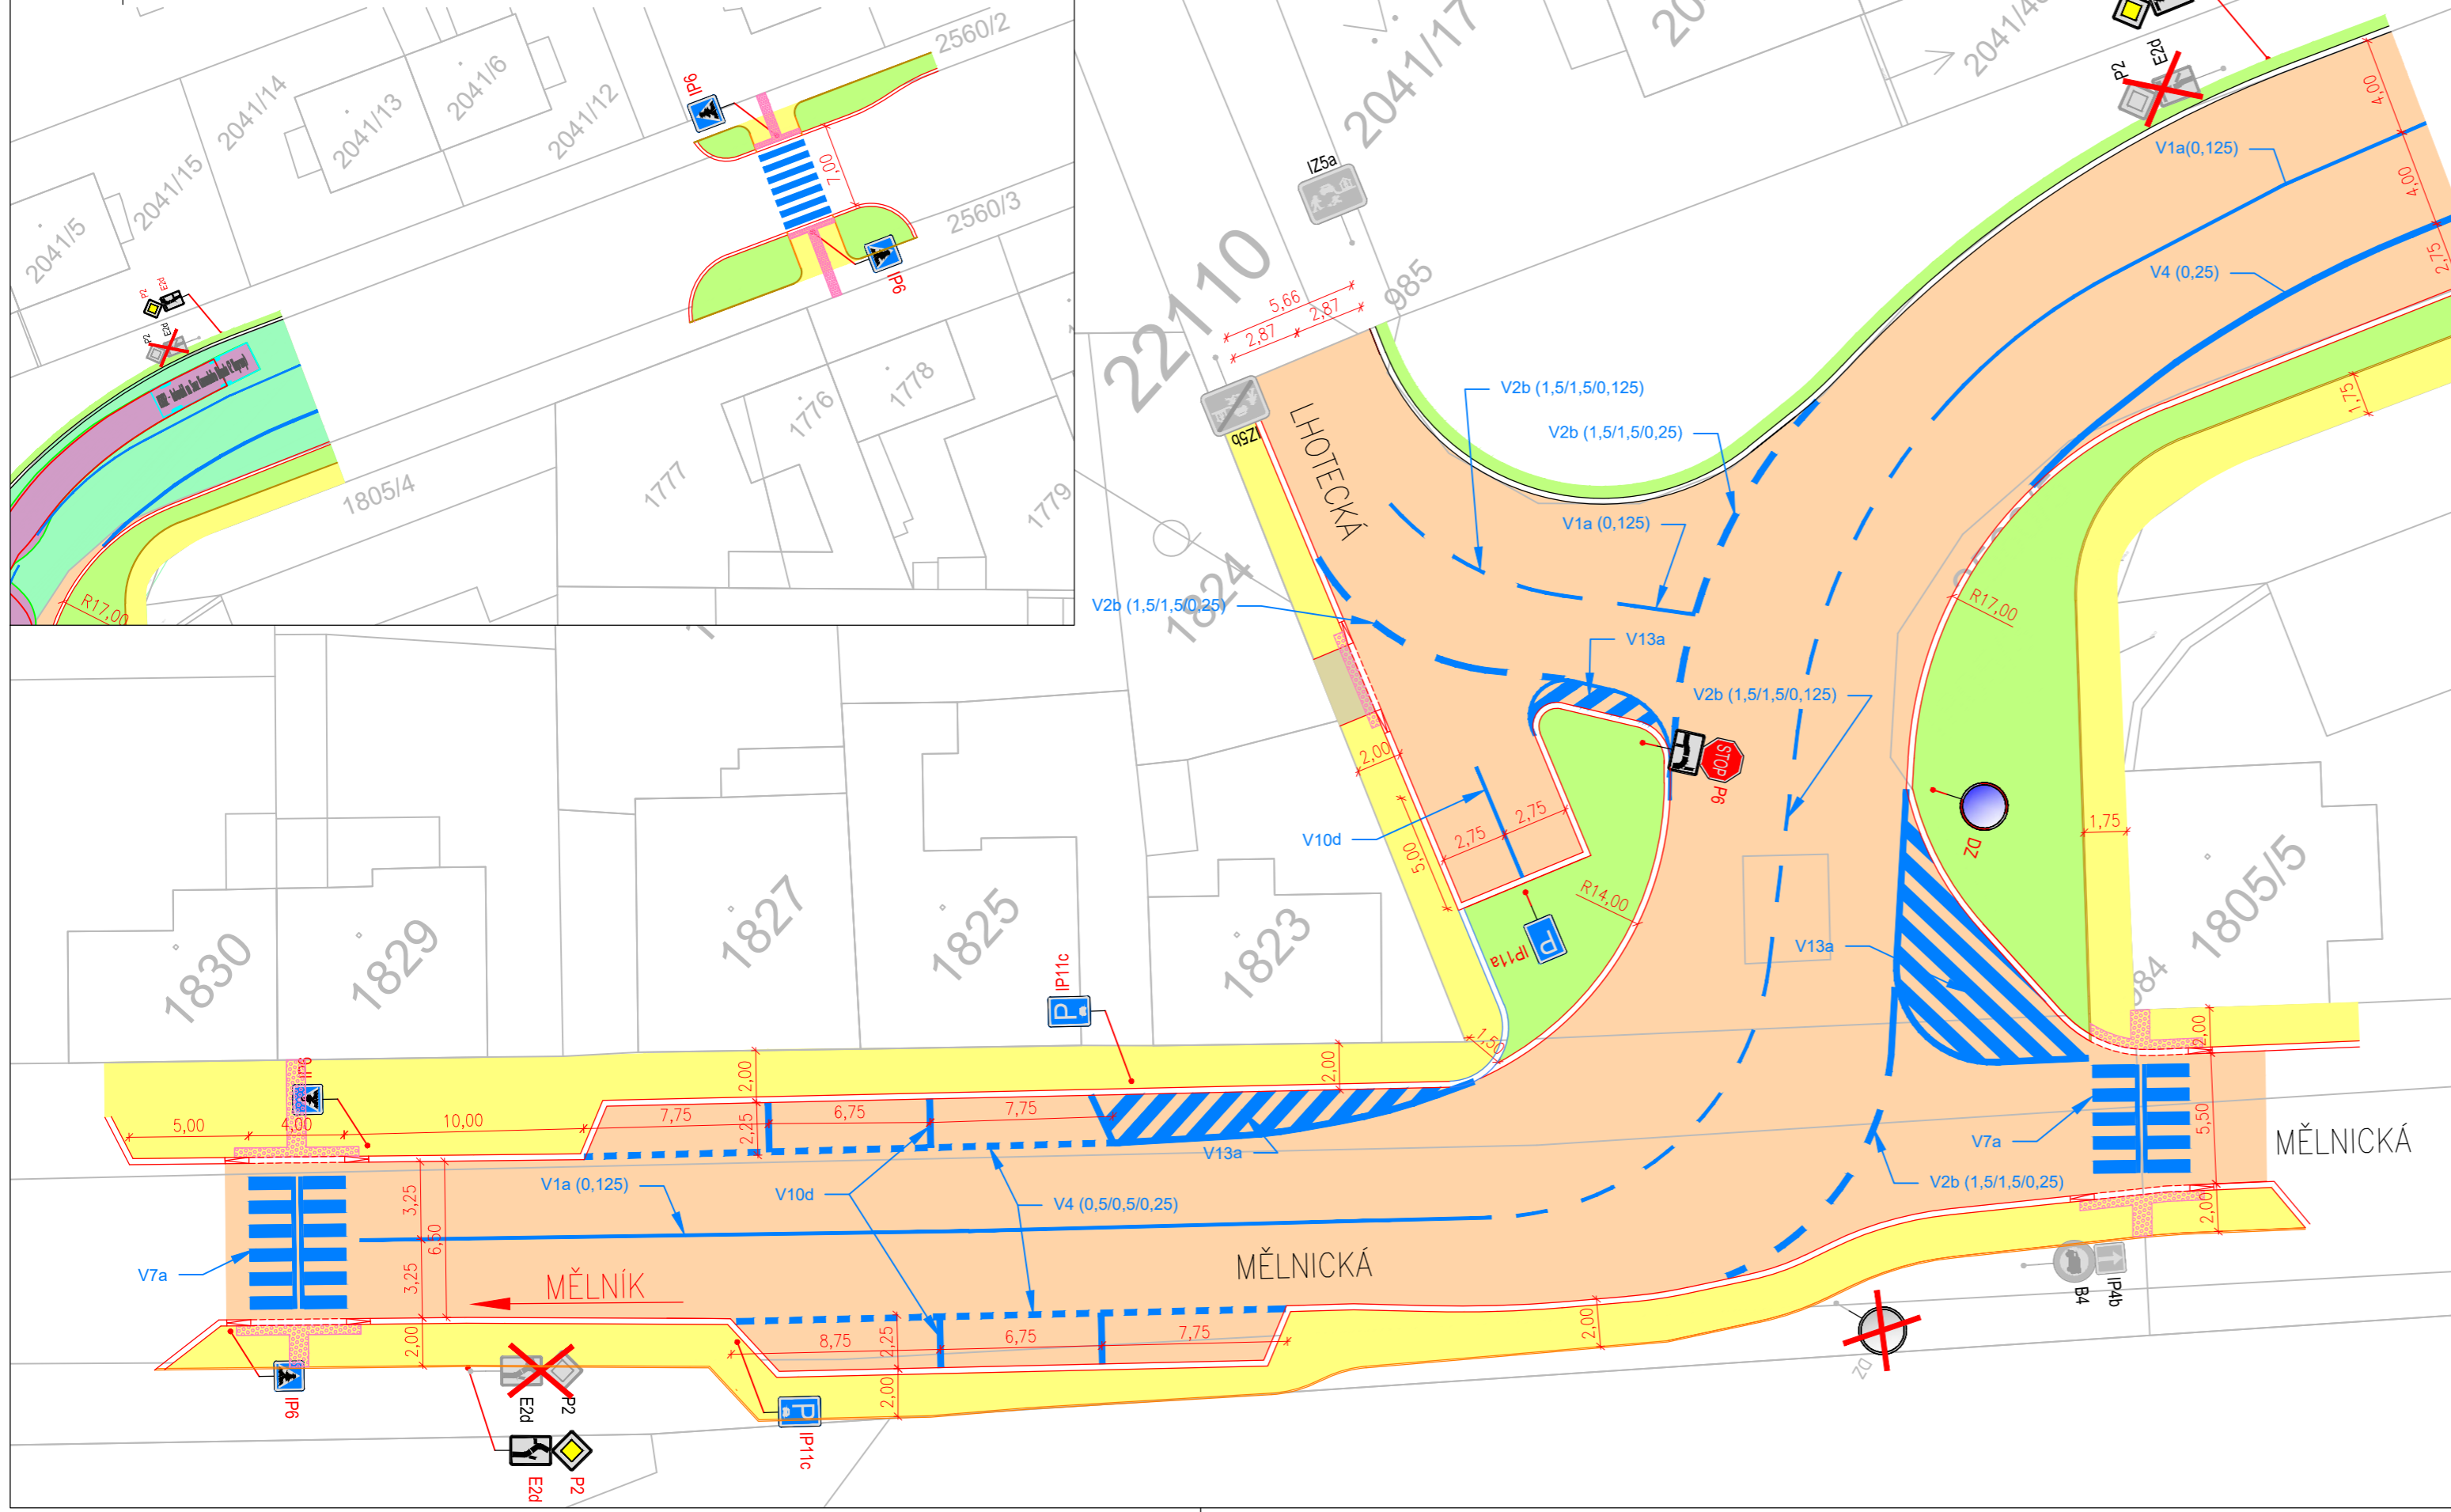 2560/2
2041/14
2041/13
2041/6
2041/12
2041/15
2041/5
IP6
7,00
2560/3
IP6
P2
E2d
P2
E2d
1776
1778
1777
1779
1805/4
R17,00
2041/17
IZ5a
22110
985
5,66
2,87
2,87
IZ5b
LHOTECKÁ
P2
E2d
4,00
V1a(0,125)
4,00
V4 (0,25)
2,75
1,75
V2b (1,5/1,5/0,125)
V2b (1,5/1,5/0,25)
V1a (0,125)
V2b (1,5/1,5/0,25)
1824
V13a
V2b (1,5/1,5/0,125)
R17,00
2,00
STOP
P6
DZ
1,75
V10d
2,75
2,75
5,00
R14,00
IP11a
V13a
1805/5
1830
1829
1827
1825
1823
P
IP11c
1,50
2,00
2,00
2,00
5,00
4,00
10,00
7,75
2,25
6,75
7,75
V7a
5,50
MĚLNICKÁ
V13a
V1a (0,125)
V10d
V4 (0,5/0,5/0,25)
V2b (1,5/1,5/0,25)
3,25
6,50
3,25
2,00
V7a
MĚLNÍK
MĚLNICKÁ
B4
IP4b
2,00
8,75
2,25
6,75
7,75
2,00
2,00
DZ
IP6
E2d
P2
P
IP11c
E2d
P2